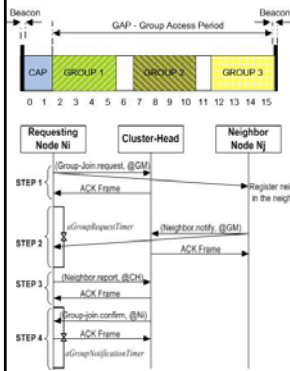 Beacon
Beacon
GAP - Group Access Period
CAP
GROUP 1
GROUP 2
GROUP 3
0 1 2 3 4 5 6 7 8 9 10 11 12 13 14 15
Requesting Node Ni
Cluster-Head
Neighbor Node Nj
STEP 1
(Group-Join.request, @GM)
ACK Frame
Register nei
in the neigh
STEP 2
aGroupRequestTimer
(Neighbor.notify, @GM)
ACK Frame
STEP 3
(Neighbor.report, @CH)
ACK Frame
STEP 4
(Group-join.confirm, @Ni)
ACK Frame
aGroupNotificationTimer